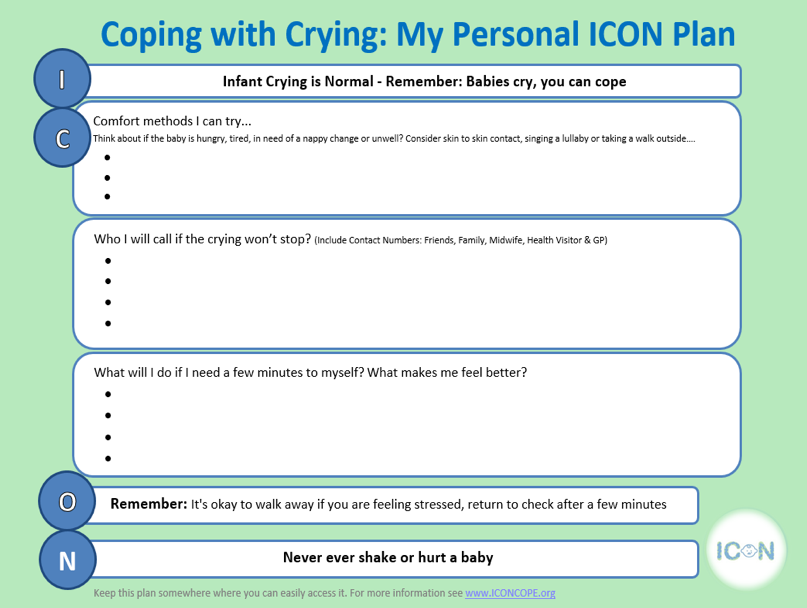 Coping with Crying: My Personal ICON Plan
I
Infant Crying is Normal - Remember: Babies cry, you can cope
C
Comfort methods I can try...
Think about if the baby is hungry, tired, in need of a nappy change or unwell? Consider skin to skin contact, singing a lullaby or taking a walk outside....
Who I will call if the crying won’t stop? (Include Contact Numbers: Friends, Family, Midwife, Health Visitor & GP)
What will I do if I need a few minutes to myself? What makes me feel better?
O
Remember: It's okay to walk away if you are feeling stressed, return to check after a few minutes
N
Never ever shake or hurt a baby
ICON
Keep this plan somewhere where you can easily access it. For more information see www.ICONCOPE.org